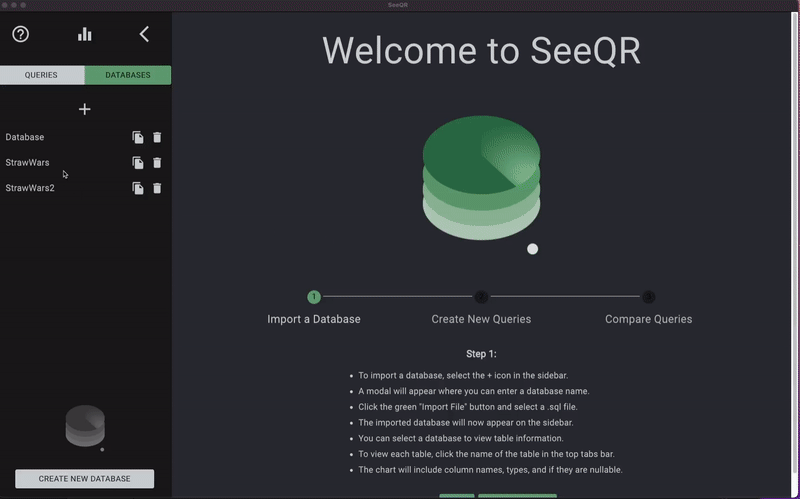 SeeQR
QUERIES
DATABASES
Database
StrawWars
StrawWars2
CREATE NEW DATABASE
Welcome to SeeQR
1
Import a Database
Create New Queries
Compare Queries
Step 1:
To import a database, select the + icon in the sidebar.
A modal will appear where you can enter a database name.
Click the green "Import File" button and select a .sql file.
The imported database will now appear on the sidebar.
You can select a database to view table information.
To view each table, click the name of the table in the top tabs bar.
The chart will include column names, types, and if they are nullable.